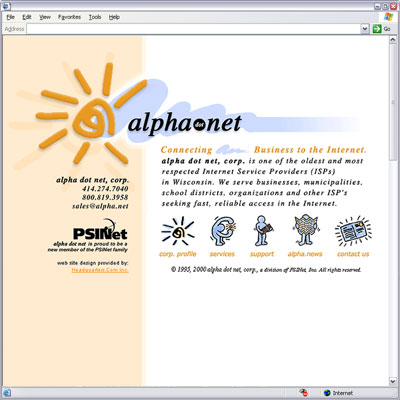 File Edit View Favorites Tools Help
Address Go
alpha dot net
Connecting Business to the Internet.
alpha dot net, corp. is one of the oldest and most
respected Internet Service Providers (ISPs)
in Wisconsin. We serve businesses, municipalities,
school districts, organizations and other ISP's
seeking fast, reliable access in the Internet.
alpha dot net, corp.
414.274.7040
800.819.3958
sales@alpha.net
PSINet
alpha dot net is proud to be a
new member of the PSINet family
web site design provided by:
Headquarters.Com Inc.
corp. profile services support alpha.news contact us
© 1995, 2000 alpha dot net, corp., a division of PSINet, Inc. All rights reserved.
Internet